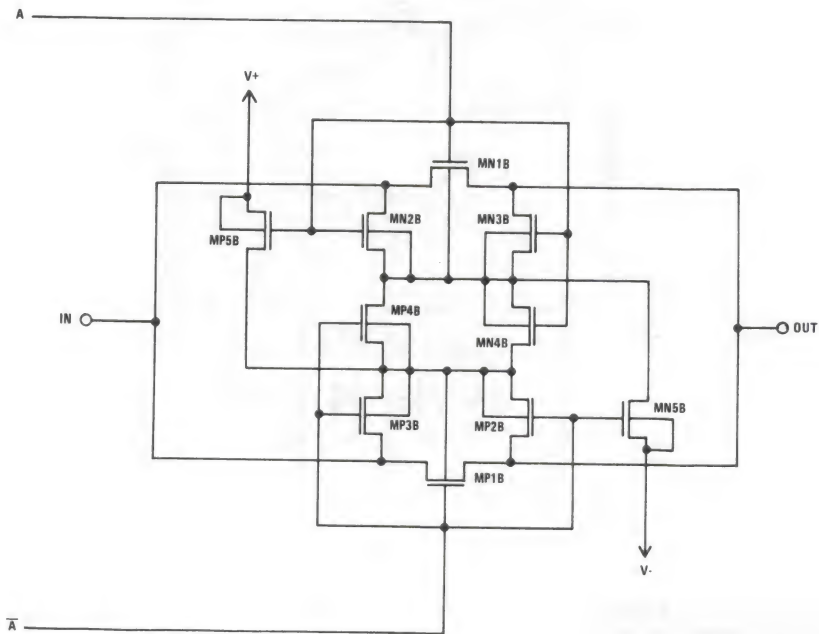 A
V+
MN1B
MN2B
MN3B
MP5B
IN
MP4B
MN4B
OUT
MN5B
MP3B
MP2B
MP1B
V-
A̅